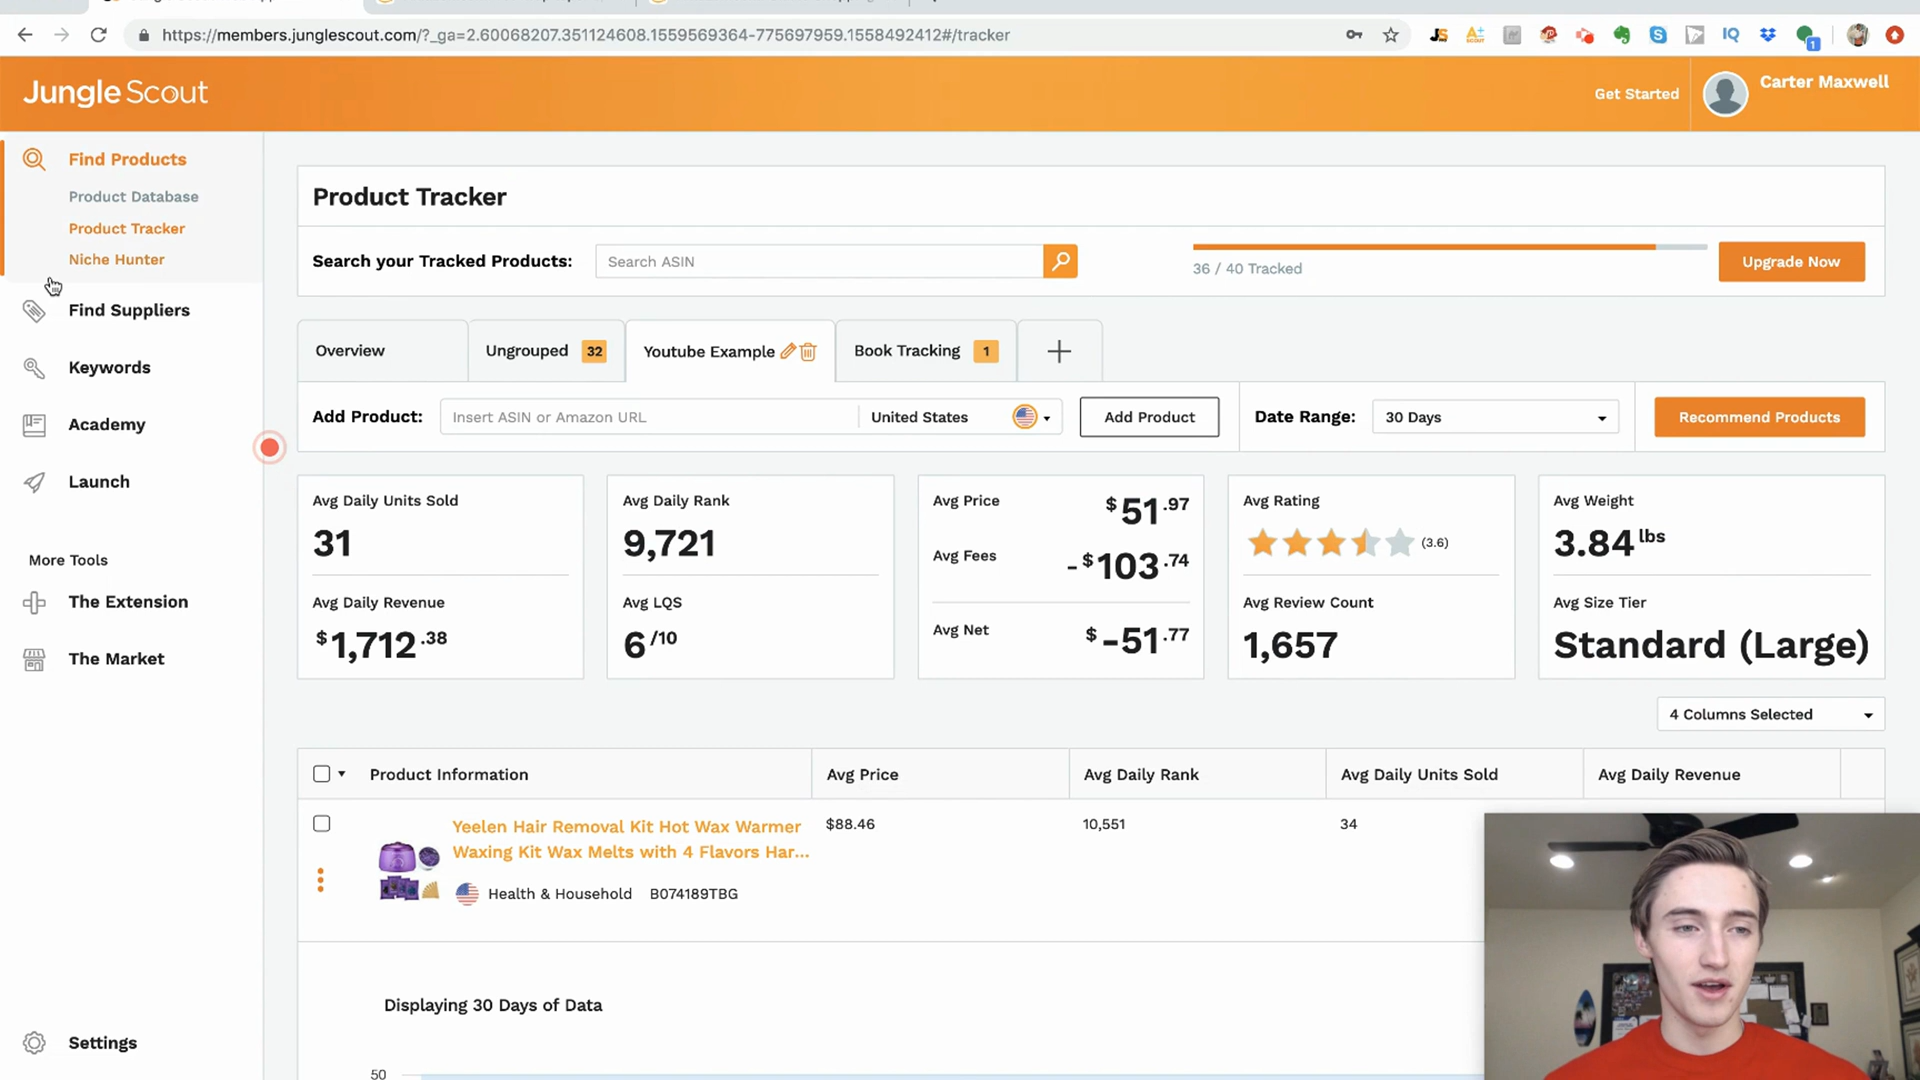 https://members.junglescout.com/?_ga=2.60068207.351124608.1559569364-775697959.1558492412#/tracker
JS
IQ
1
Jungle Scout
Get Started
Carter Maxwell
Find Products
Product Database
Product Tracker
Niche Hunter
Find Suppliers
Keywords
Academy
Launch
More Tools
The Extension
The Market
Settings
Product Tracker
Search your Tracked Products:
Search ASIN
36 / 40 Tracked
Upgrade Now
Overview
Ungrouped 32
Youtube Example
Book Tracking 1
Add Product:
Insert ASIN or Amazon URL
United States
Add Product
Date Range:
30 Days
Recommend Products
Avg Daily Units Sold
31
Avg Daily Revenue
$1,712.38
Avg Daily Rank
9,721
Avg LQS
6/10
Avg Price $51.97
Avg Fees -$103.74
Avg Net $-51.77
Avg Rating
(3.6)
Avg Review Count
1,657
Avg Weight
3.84 lbs
Avg Size Tier
Standard (Large)
4 Columns Selected
Product Information
Avg Price
Avg Daily Rank
Avg Daily Units Sold
Avg Daily Revenue
Yeelen Hair Removal Kit Hot Wax Warmer
Waxing Kit Wax Melts with 4 Flavors Har...
Health & Household B074189TBG
$88.46
10,551
34
Displaying 30 Days of Data
50